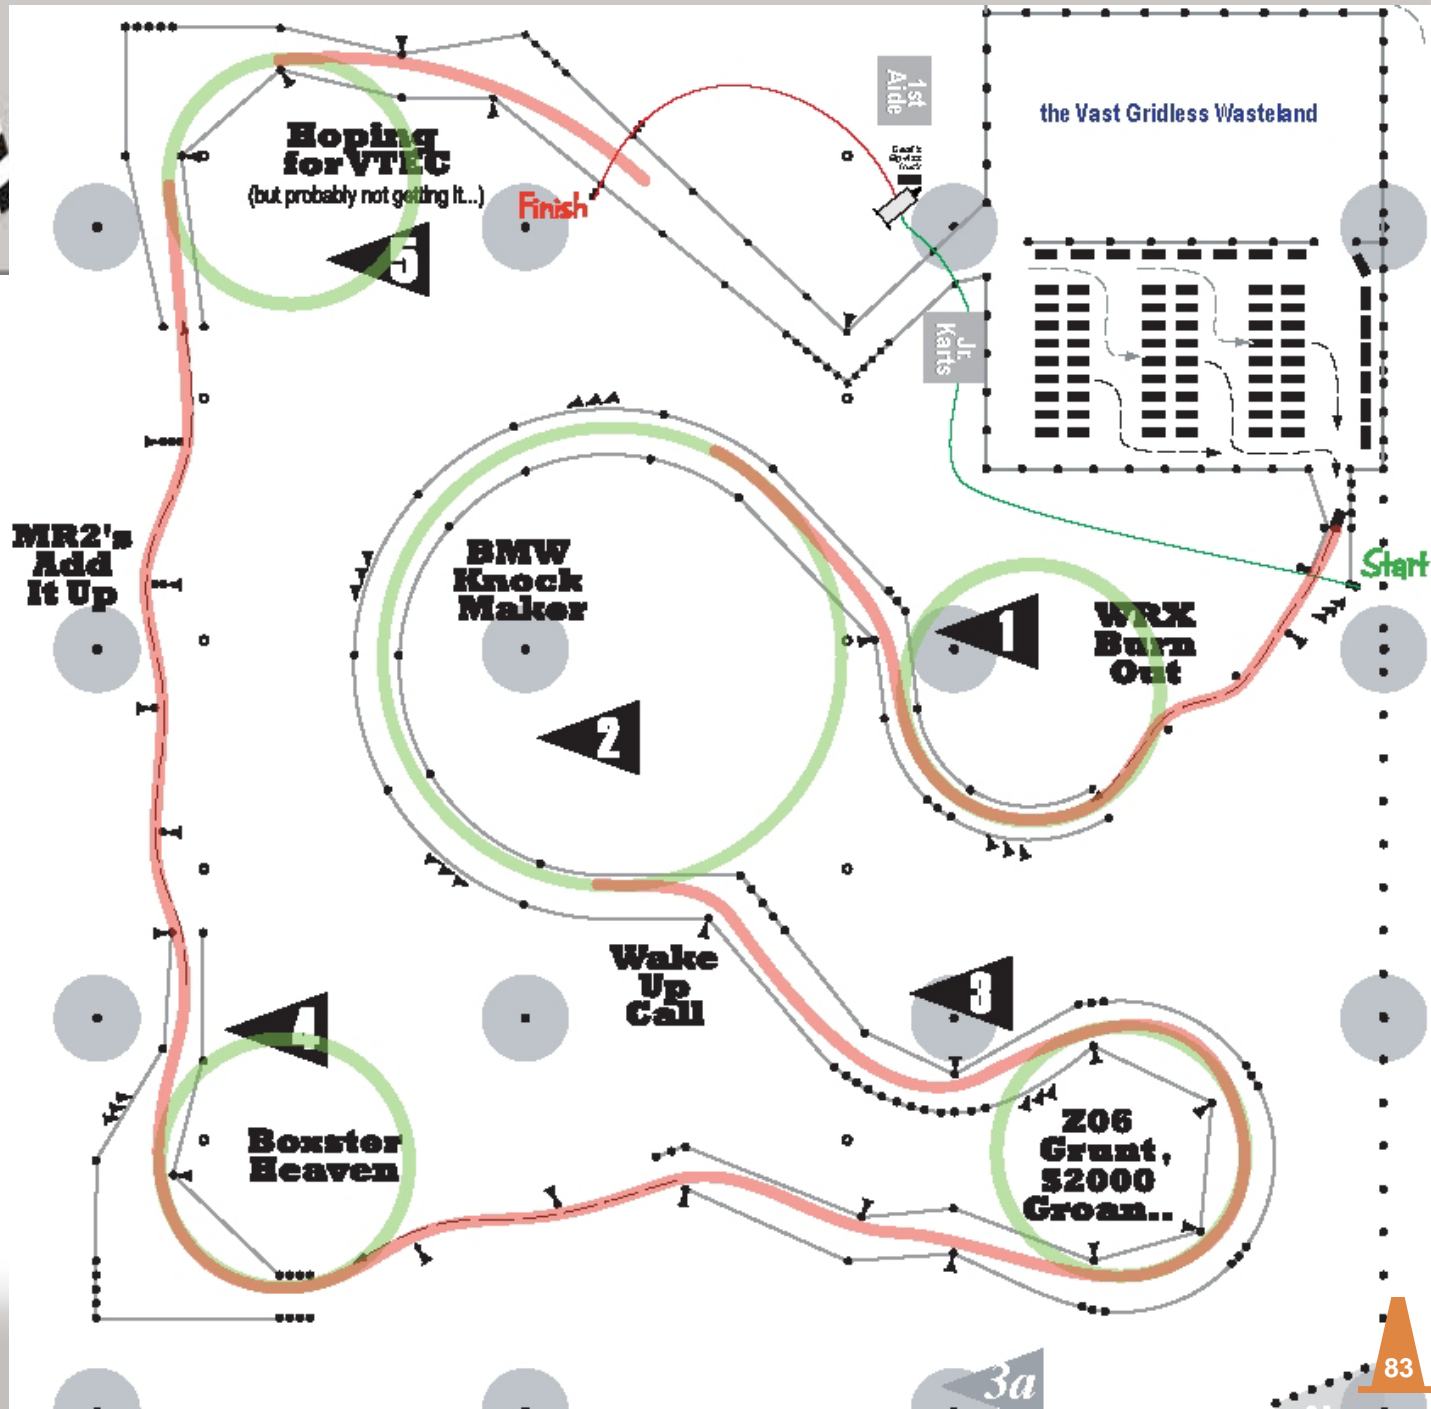 1st
Aide
the Vast Gridless Wasteland
Hoping
for VTEC
(but probably not getting it...)
Finish
5
Jr.
Karts
MR2's
Add
It Up
BMW
Knock
Maker
Start
1
WRX
Burn
Out
2
Wake
Up
Call
3
4
Boxster
Heaven
Z06
Grunt,
$2000
Groan..
3a
83